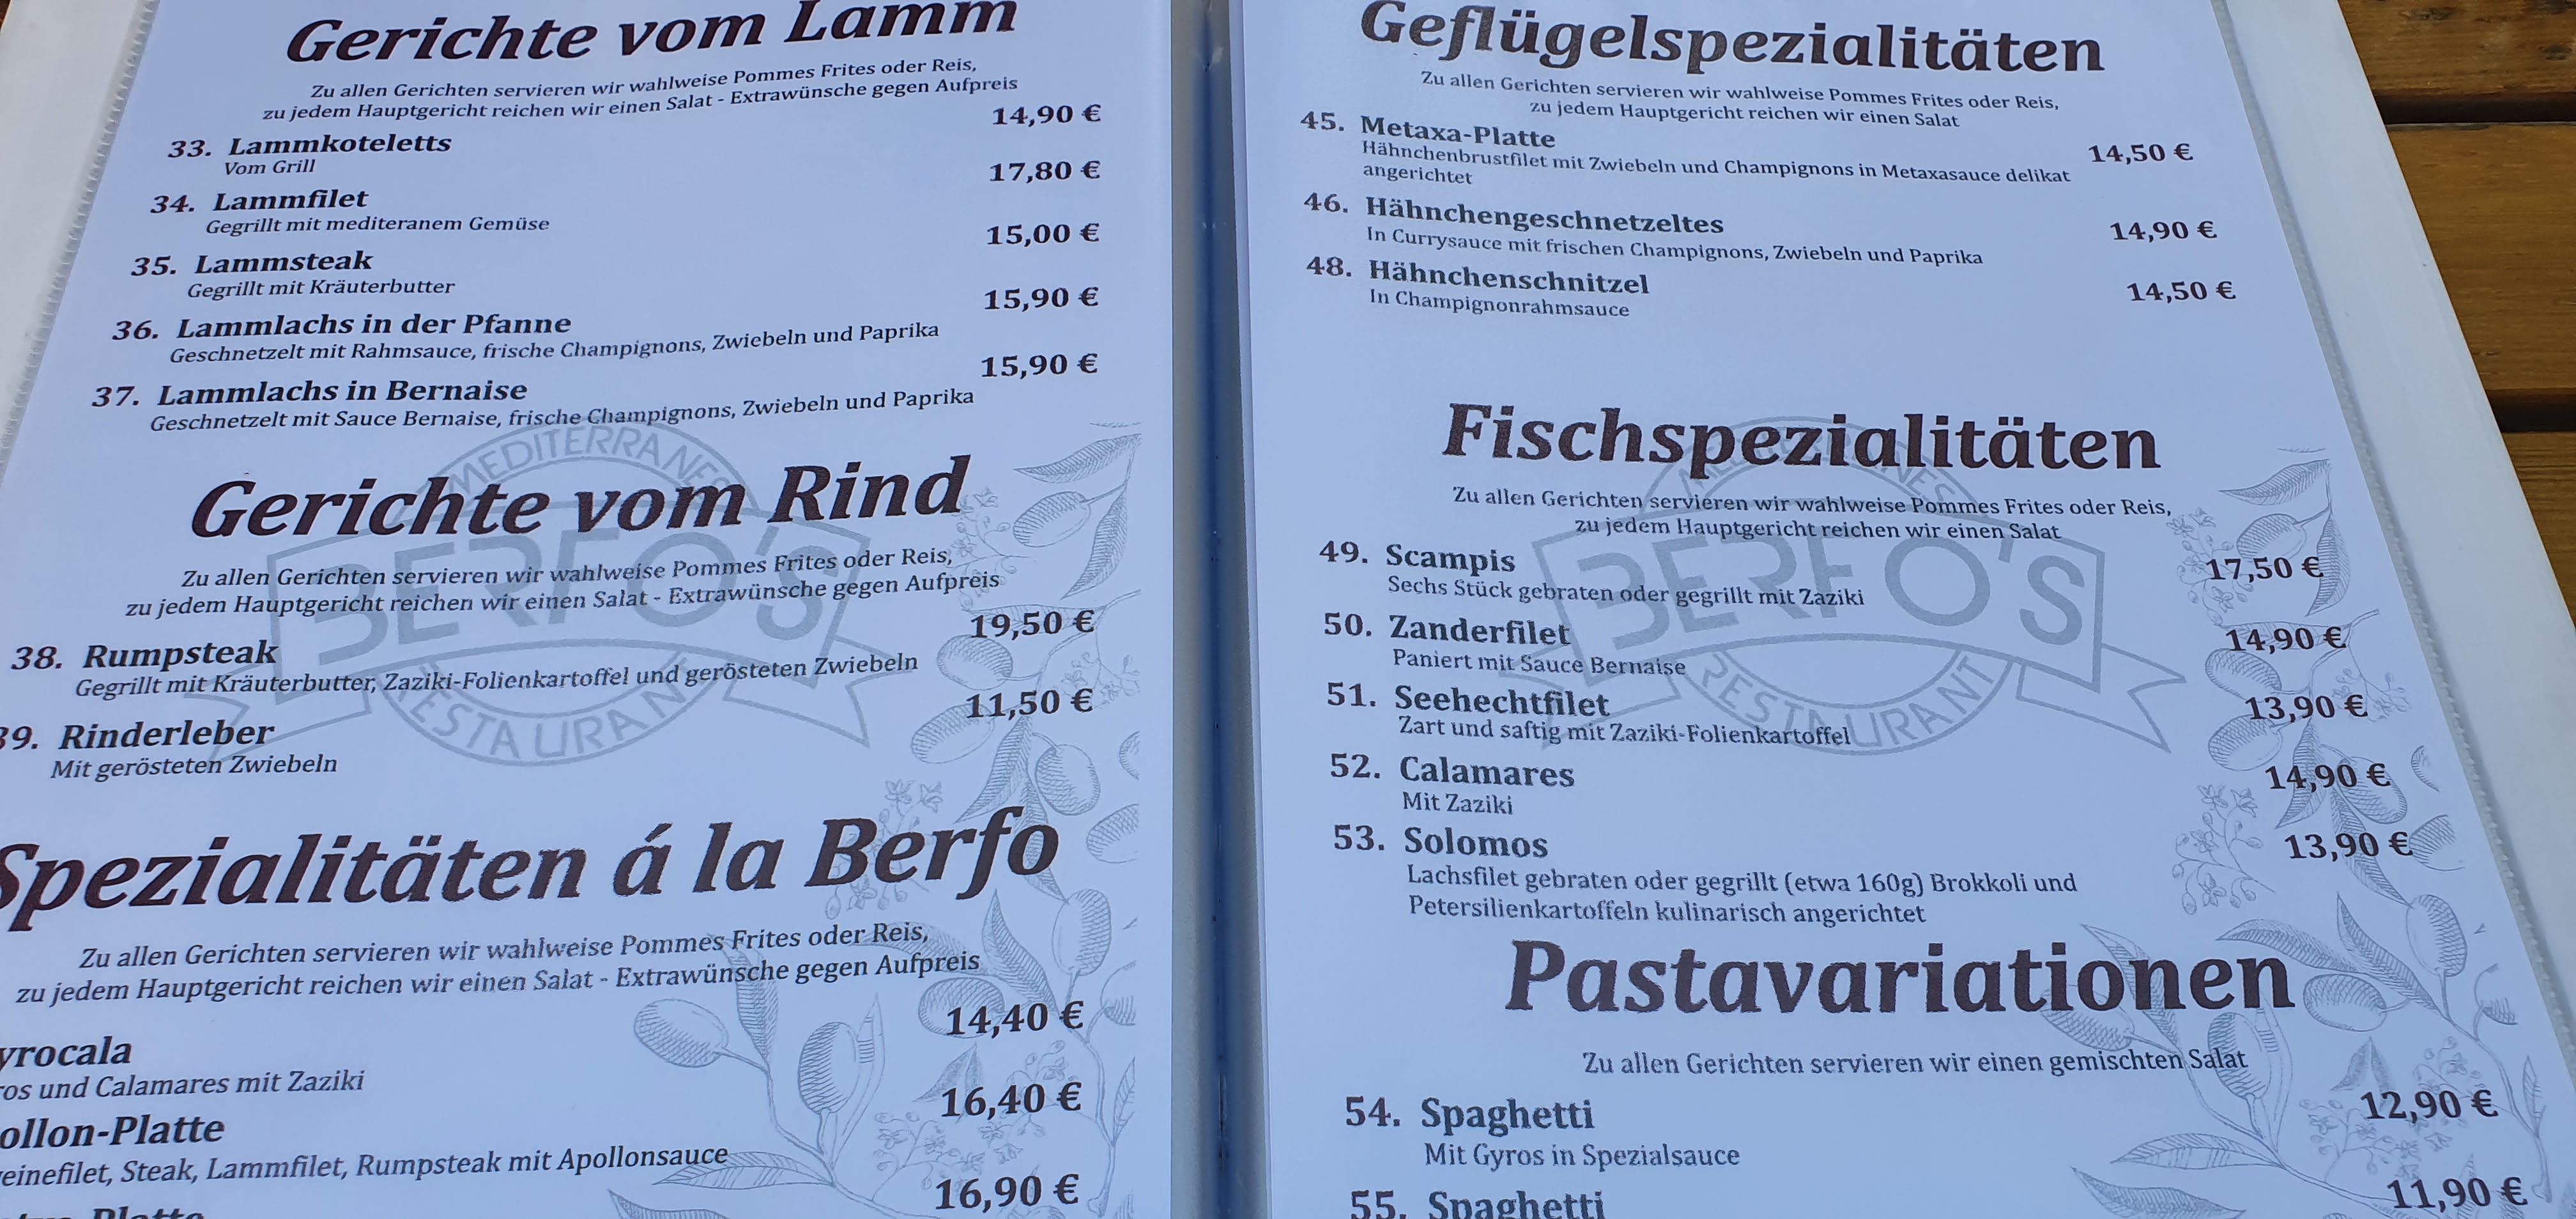 Gerichte vom Lamm
Zu allen Gerichten servieren wir wahlweise Pommes Frites oder Reis,
zu jedem Hauptgericht reichen wir einen Salat - Extrawünsche gegen Aufpreis
33. Lammkoteletts 14,90 €
Vom Grill
34. Lammfilet 17,80 €
Gegrillt mit mediteranem Gemüse
35. Lammsteak 15,00 €
Gegrillt mit Kräuterbutter
36. Lammlachs in der Pfanne 15,90 €
Geschnetzelt mit Rahmsauce, frische Champignons, Zwiebeln und Paprika
37. Lammlachs in Bernaise 15,90 €
Geschnetzelt mit Sauce Bernaise, frische Champignons, Zwiebeln und Paprika
MEDITERRANES
BERFO'S
RESTAURANT
Gerichte vom Rind
Zu allen Gerichten servieren wir wahlweise Pommes Frites oder Reis,
zu jedem Hauptgericht reichen wir einen Salat - Extrawünsche gegen Aufpreis
38. Rumpsteak 19,50 €
Gegrillt mit Kräuterbutter, Zaziki-Folienkartoffel und gerösteten Zwiebeln
39. Rinderleber 11,50 €
Mit gerösteten Zwiebeln
Spezialitäten á la Berfo
Zu allen Gerichten servieren wir wahlweise Pommes Frites oder Reis,
zu jedem Hauptgericht reichen wir einen Salat - Extrawünsche gegen Aufpreis
yrocala 14,40 €
ros und Calamares mit Zaziki
ollon-Platte 16,40 €
einefilet, Steak, Lammfilet, Rumpsteak mit Apollonsauce
Platte 16,90 €
Geflügelspezialitäten
Zu allen Gerichten servieren wir wahlweise Pommes Frites oder Reis,
zu jedem Hauptgericht reichen wir einen Salat
45. Metaxa-Platte 14,50 €
Hähnchenbrustfilet mit Zwiebeln und Champignons in Metaxasauce delikat
angerichtet
46. Hähnchengeschnetzeltes 14,90 €
In Currysauce mit frischen Champignons, Zwiebeln und Paprika
48. Hähnchenschnitzel 14,50 €
In Champignonrahmsauce
Fischspezialitäten
Zu allen Gerichten servieren wir wahlweise Pommes Frites oder Reis,
zu jedem Hauptgericht reichen wir einen Salat
BERFO'S
RESTAURANT
49. Scampis 17,50 €
Sechs Stück gebraten oder gegrillt mit Zaziki
50. Zanderfilet 14,90 €
Paniert mit Sauce Bernaise
51. Seehechtfilet 13,90 €
Zart und saftig mit Zaziki-Folienkartoffel
52. Calamares 14,90 €
Mit Zaziki
53. Solomos 13,90 €
Lachsfilet gebraten oder gegrillt (etwa 160g) Brokkoli und
Petersilienkartoffeln kulinarisch angerichtet
Pastavariationen
Zu allen Gerichten servieren wir einen gemischten Salat
54. Spaghetti 12,90 €
Mit Gyros in Spezialsauce
55. Spaghetti 11,90 €